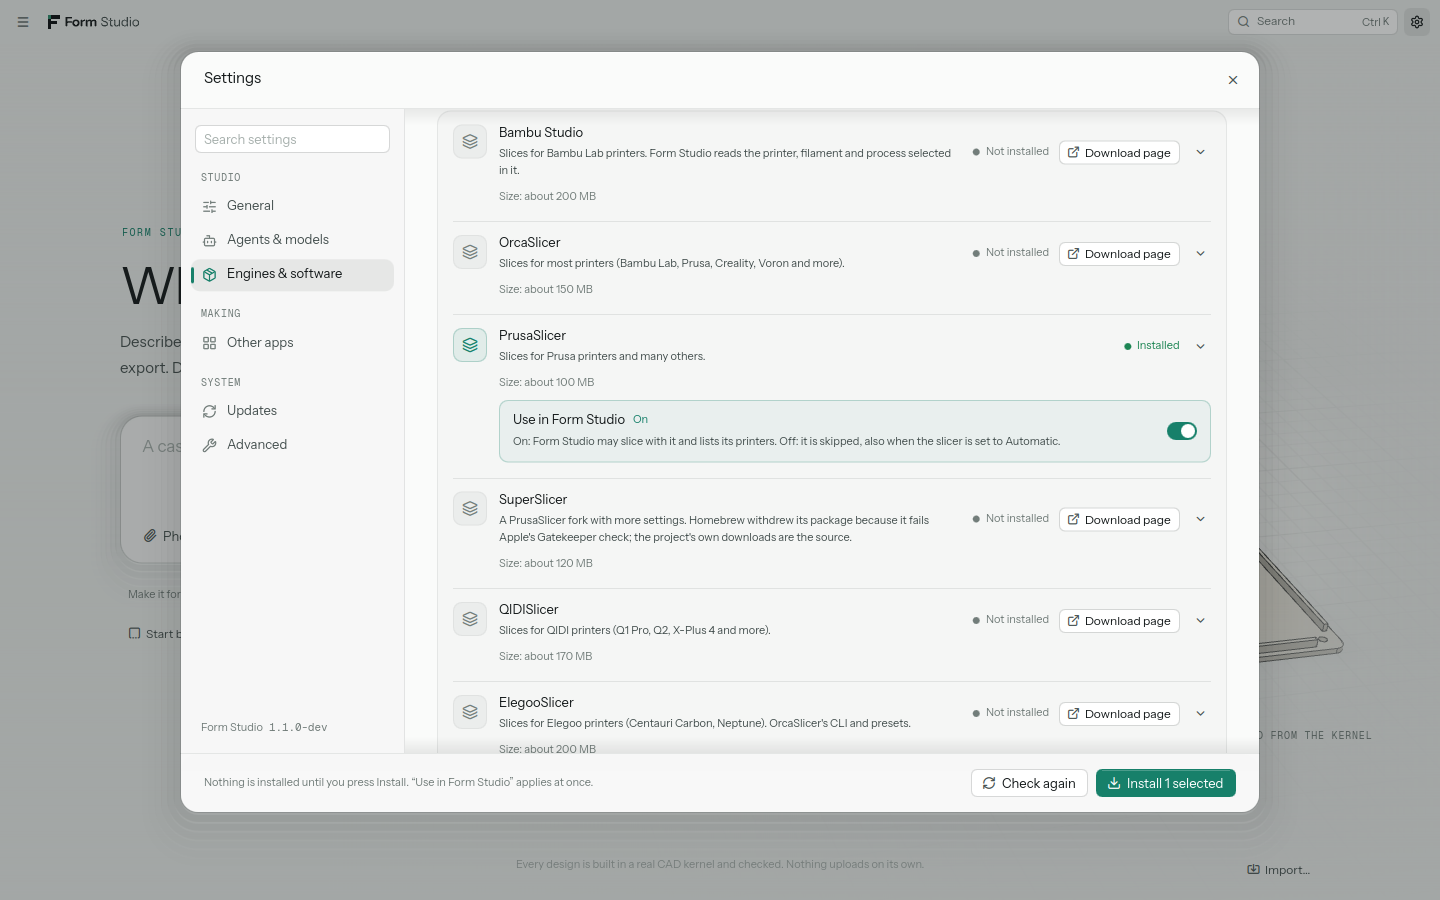 Form Studio
Search
Ctrl K
Settings
Search settings
STUDIO
General
Agents & models
Engines & software
MAKING
Other apps
SYSTEM
Updates
Advanced
Form Studio 1.1.0-dev
Bambu Studio
Slices for Bambu Lab printers. Form Studio reads the printer, filament and process selected
in it.
Size: about 200 MB
Not installed
Download page
OrcaSlicer
Slices for most printers (Bambu Lab, Prusa, Creality, Voron and more).
Size: about 150 MB
Not installed
Download page
PrusaSlicer
Slices for Prusa printers and many others.
Size: about 100 MB
Installed
Use in Form Studio On
On: Form Studio may slice with it and lists its printers. Off: it is skipped, also when the slicer is set to Automatic.
SuperSlicer
A PrusaSlicer fork with more settings. Homebrew withdrew its package because it fails
Apple's Gatekeeper check; the project's own downloads are the source.
Size: about 120 MB
Not installed
Download page
QIDISlicer
Slices for QIDI printers (Q1 Pro, Q2, X-Plus 4 and more).
Size: about 170 MB
Not installed
Download page
ElegooSlicer
Slices for Elegoo printers (Centauri Carbon, Neptune). OrcaSlicer's CLI and presets.
Size: about 200 MB
Not installed
Download page
Nothing is installed until you press Install. “Use in Form Studio” applies at once.
Check again
Install 1 selected
FORM STU
Describe
export. D
A cas
Make it for
Start b
FROM THE KERNEL
Every design is built in a real CAD kernel and checked. Nothing uploads on its own.
Import...